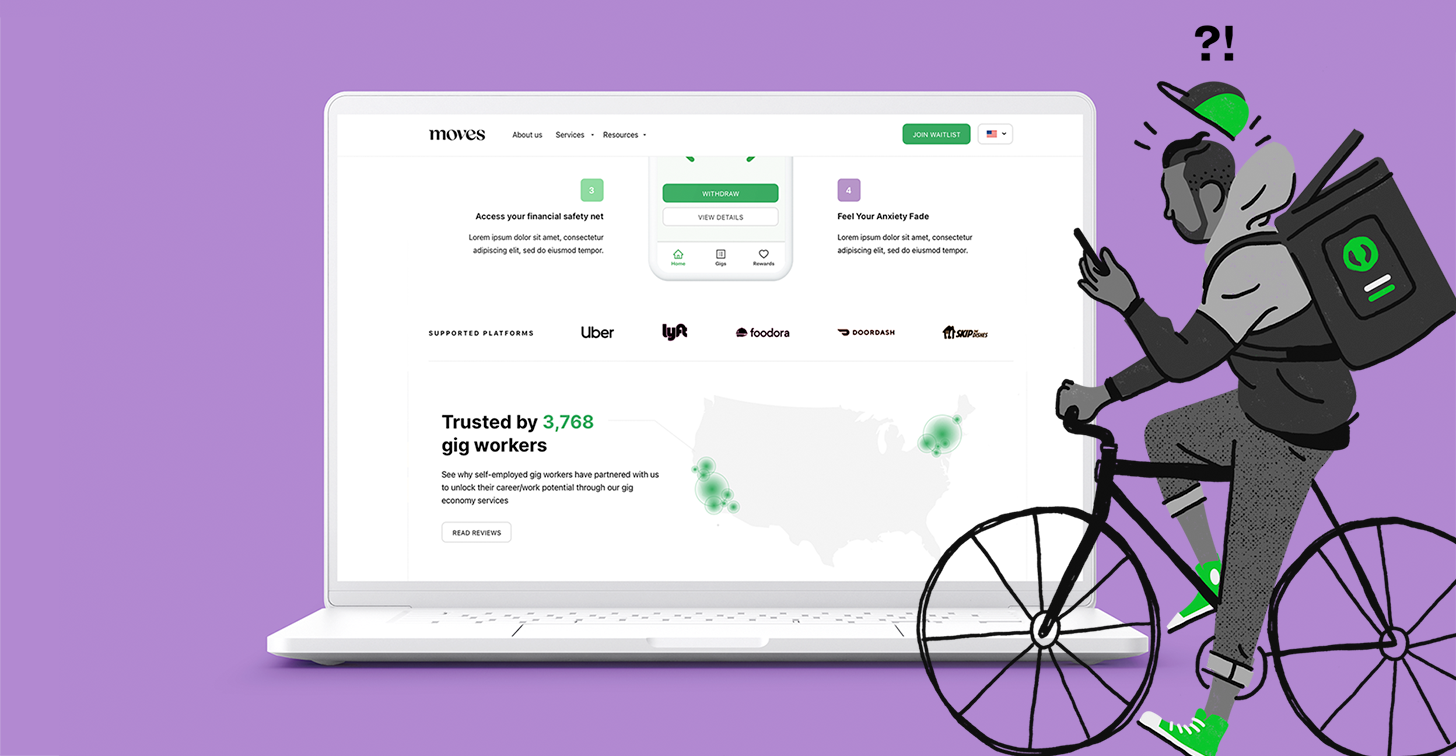 ?!
moves
About us Services Resources
JOIN WAITLIST
3
WITHDRAW
4
VIEW DETAILS
Access your financial safety net
Feel Your Anxiety Fade
Lorem ipsum dolor sit amet, consectetur
adipiscing elit, sed do eiusmod tempor.
Lorem ipsum dolor sit amet, consectetur
adipiscing elit, sed do eiusmod tempor.
Home Gigs Rewards
SUPPORTED PLATFORMS Uber lyft foodora DOORDASH SKIP THE DISHES
Trusted by 3,768
gig workers
See why self-employed gig workers have partnered with us
to unlock their career/work potential through our gig
economy services
READ REVIEWS